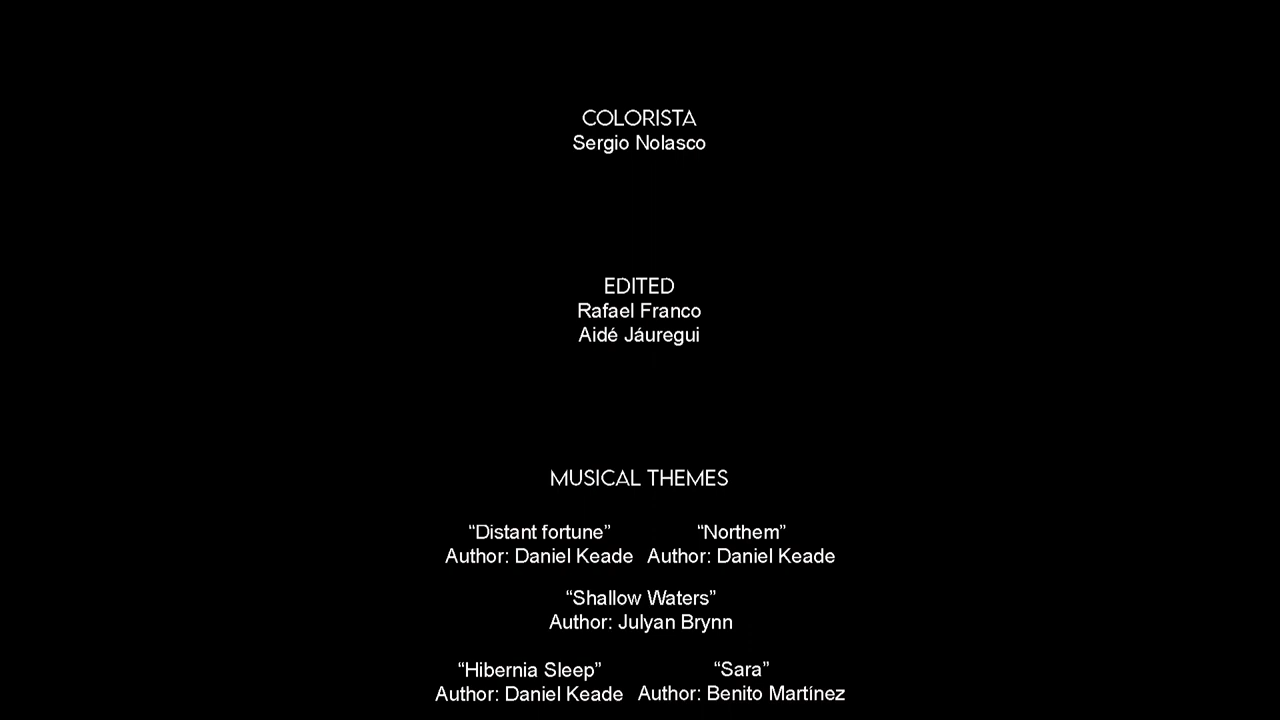 COLORISTA
Sergio Nolasco
EDITED
Rafael Franco
Aidé Jáuregui
MUSICAL THEMES
“Distant fortune” “Northem”
Author: Daniel Keade Author: Daniel Keade
“Shallow Waters”
Author: Julyan Brynn
“Hibernia Sleep” “Sara”
Author: Daniel Keade Author: Benito Martínez